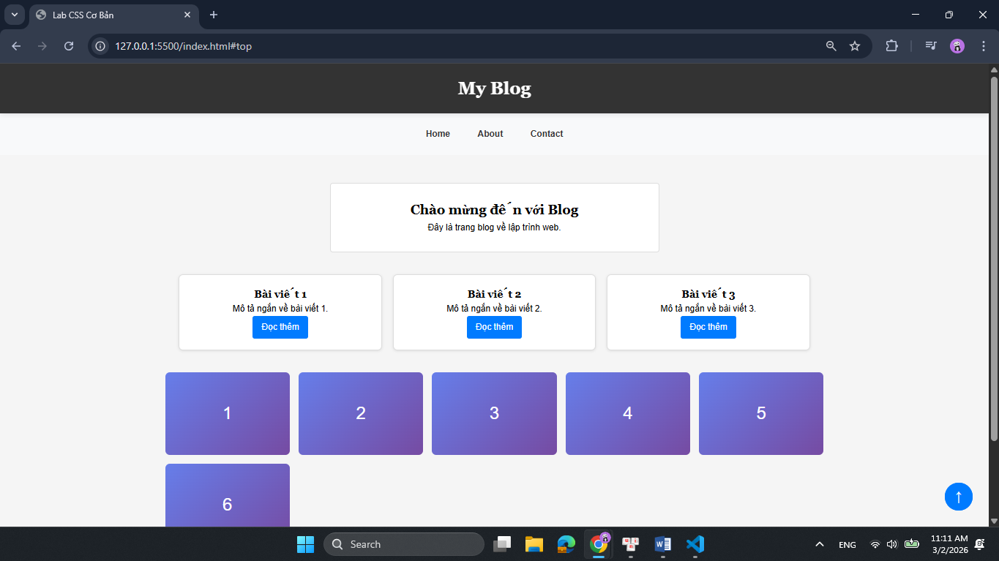 Lab CSS Cơ Bản
127.0.0.1:5500/index.html#top
My Blog
Home About Contact
Chào mừng đến với Blog
Đây là trang blog về lập trình web.
Bài viết 1
Mô tả ngắn về bài viết 1.
Đọc thêm
Bài viết 2
Mô tả ngắn về bài viết 2.
Đọc thêm
Bài viết 3
Mô tả ngắn về bài viết 3.
Đọc thêm
1 2 3 4 5
6
↑
Search
ENG
11:11 AM
3/2/2026